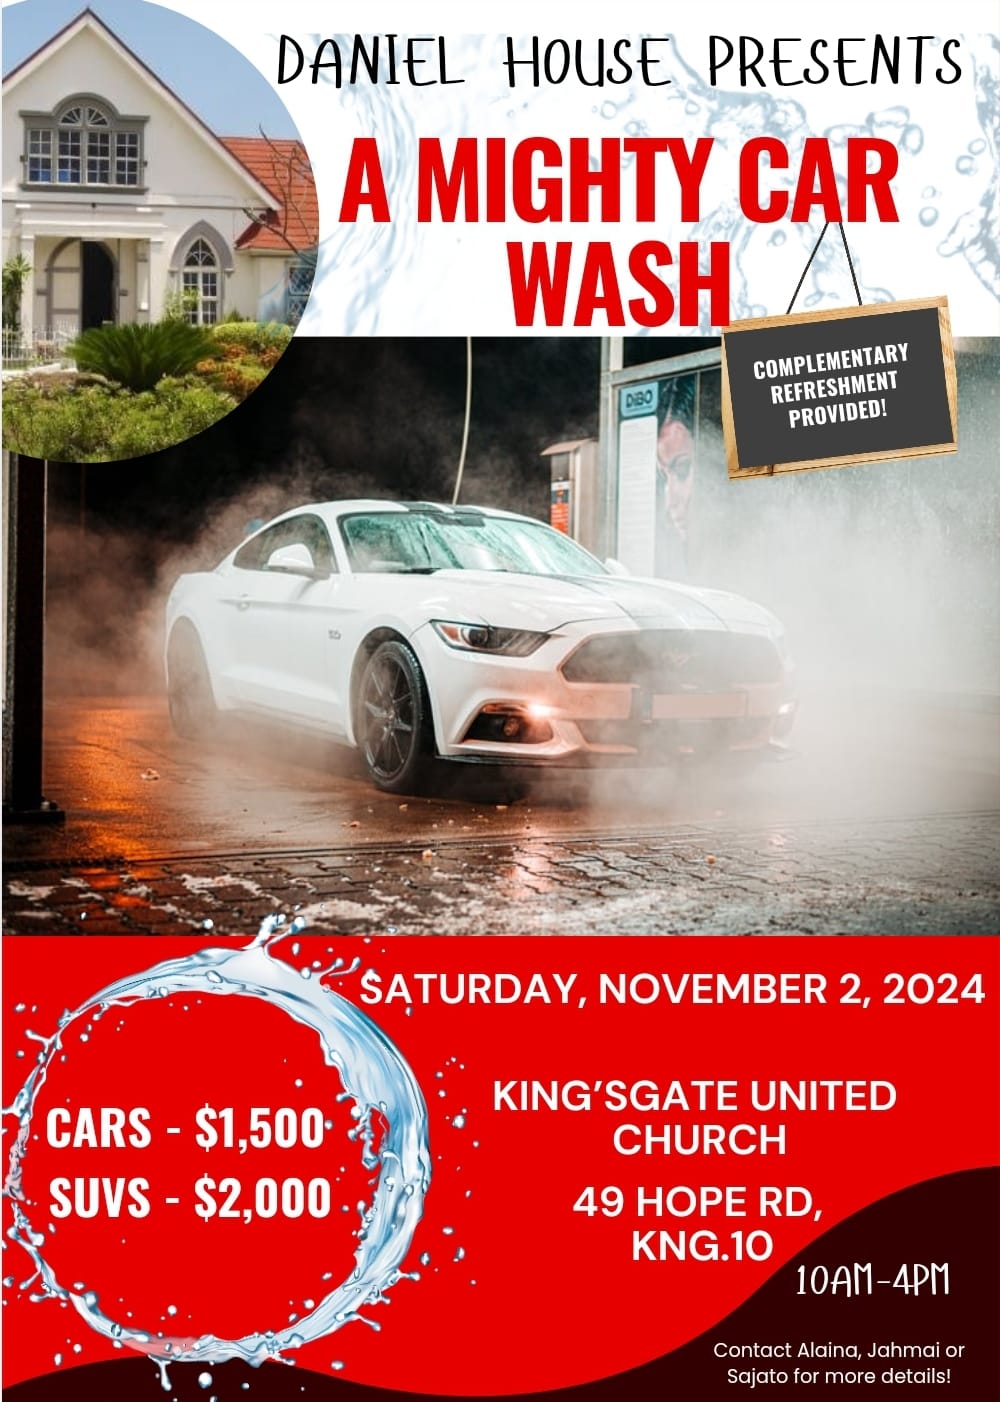 DANIEL HOUSE PRESENTS
A MIGHTY CAR
WASH
COMPLEMENTARY
REFRESHMENT
PROVIDED!
DiBO
SATURDAY, NOVEMBER 2, 2024
KING'SGATE UNITED
CHURCH
49 HOPE RD,
KNG.10
CARS - $1,500
SUVS - $2,000
10AM-4PM
Contact Alaina, Jahmai or
Sajato for more details!